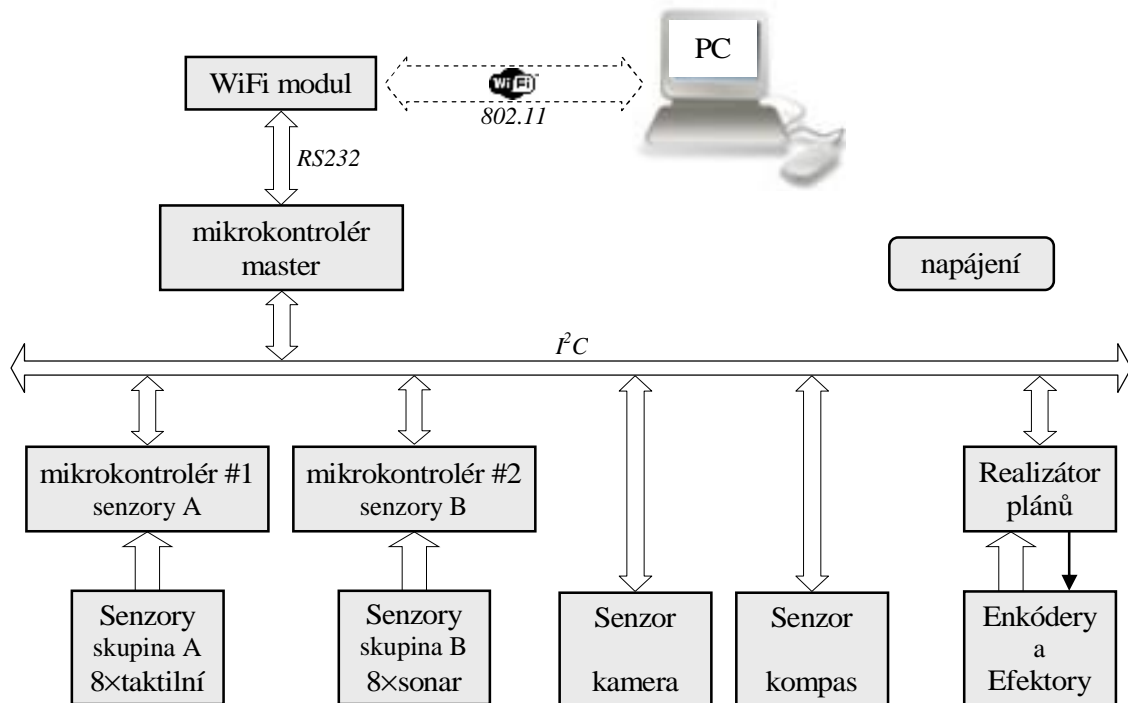 PC
WiFi modul
WiFi
802.11
RS232
mikrokontrolér
master
napájení
I²C
mikrokontrolér #1
senzory A
mikrokontrolér #2
senzory B
Realizátor
plánů
Senzory
skupina A
8×taktilní
Senzory
skupina B
8×sonar
Senzor
kamera
Senzor
kompas
Enkódery
a
Efektory